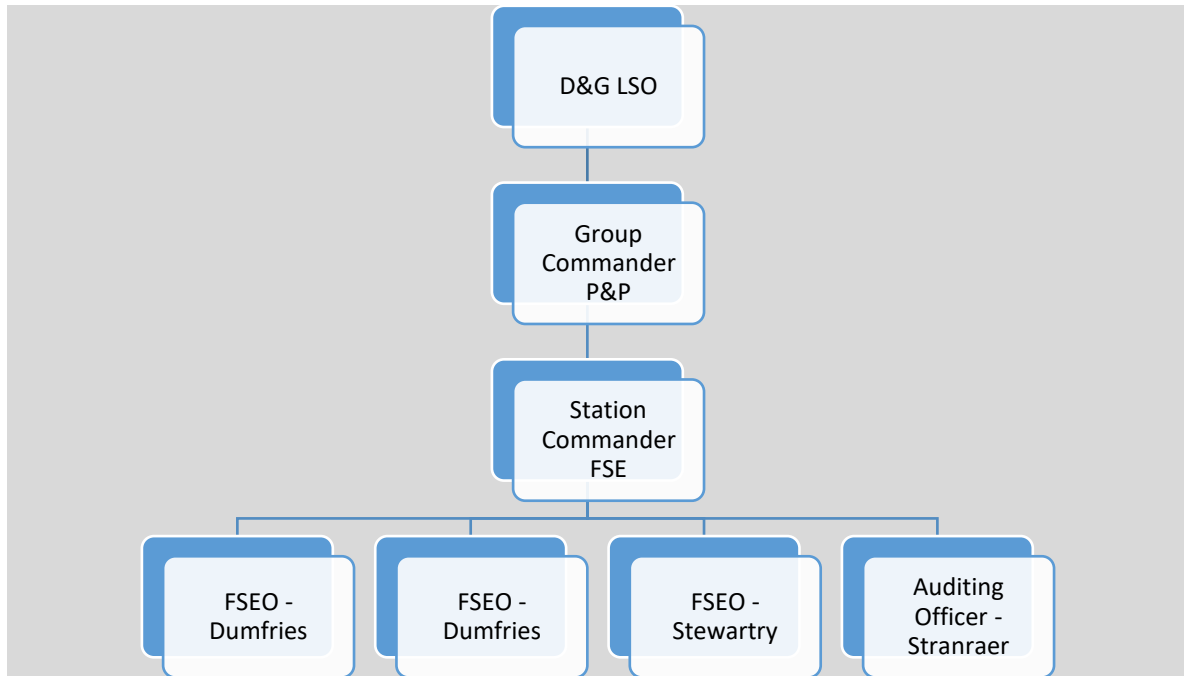 D&G LSO
Group
Commander
P&P
Station
Commander
FSE
FSEO -
Dumfries
FSEO -
Dumfries
FSEO -
Stewartry
Auditing
Officer -
Stranraer